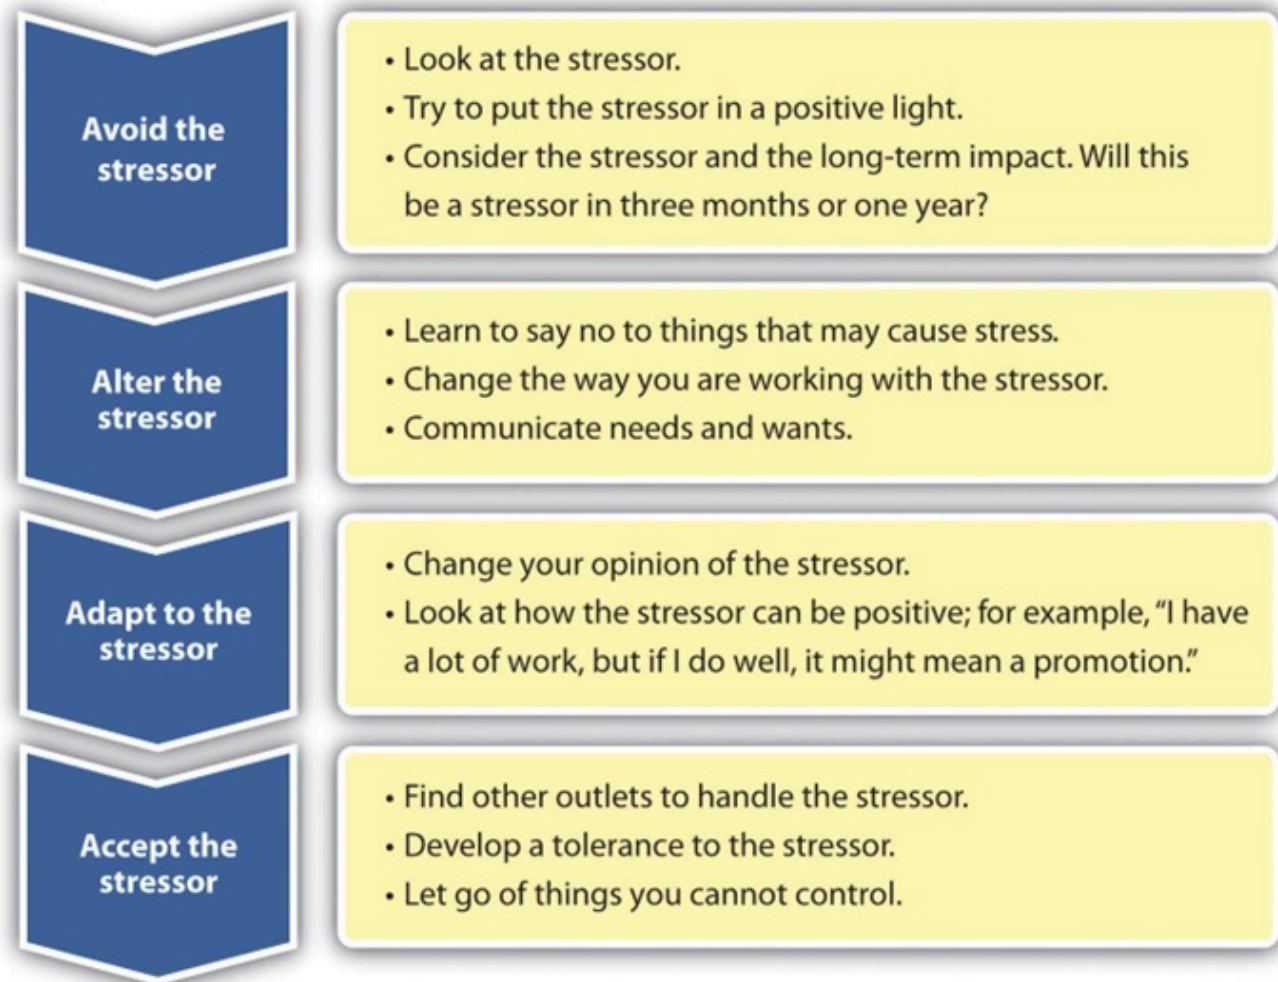 Avoid the
stressor
• Look at the stressor.
• Try to put the stressor in a positive light.
• Consider the stressor and the long-term impact. Will this
be a stressor in three months or one year?
Alter the
stressor
• Learn to say no to things that may cause stress.
• Change the way you are working with the stressor.
• Communicate needs and wants.
Adapt to the
stressor
• Change your opinion of the stressor.
• Look at how the stressor can be positive; for example, “I have
a lot of work, but if I do well, it might mean a promotion.”
Accept the
stressor
• Find other outlets to handle the stressor.
• Develop a tolerance to the stressor.
• Let go of things you cannot control.